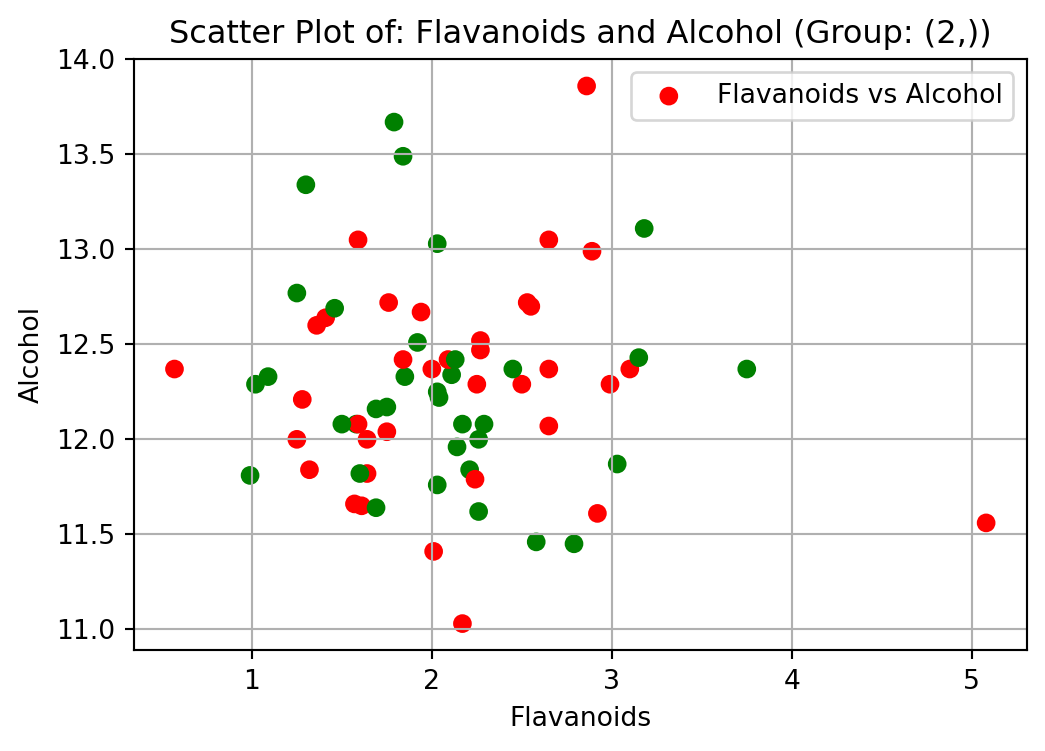 Scatter Plot of: Flavanoids and Alcohol (Group: (2,))
14.0
Flavanoids vs Alcohol
13.5
13.0
12.5
Alcohol
12.0
11.5
11.0
1 2 3 4 5
Flavanoids